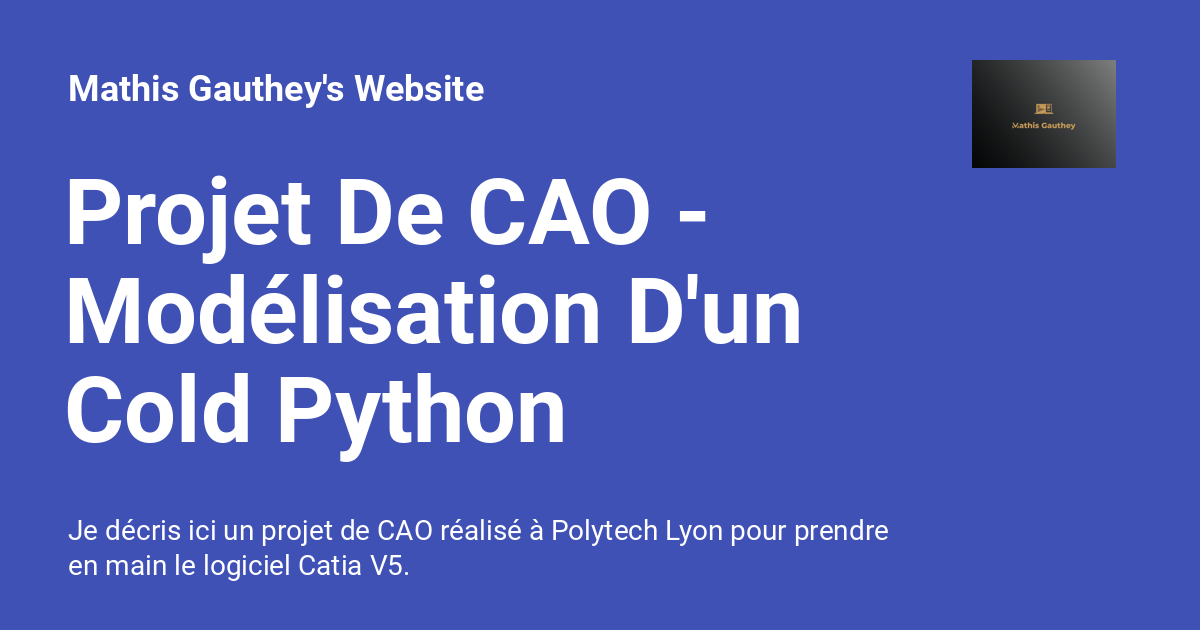 Mathis Gauthey's Website
Mathis Gauthey
Projet De CAO -
Modélisation D'un
Cold Python
Je décris ici un projet de CAO réalisé à Polytech Lyon pour prendre
en main le logiciel Catia V5.